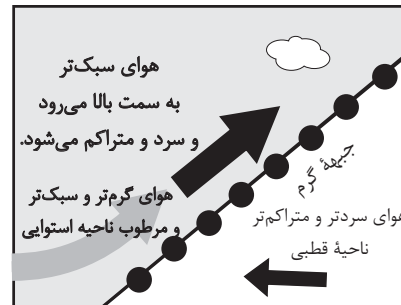 هوای سبک‌تر
به سمت بالا می‌رود
و سرد و متراکم می‌شود.
هوای گرم‌تر و سبک‌تر
و مرطوب ناحیه استوایی
جبههٔ گرم
هوای سردتر و متراکم‌تر
ناحیهٔ قطبی